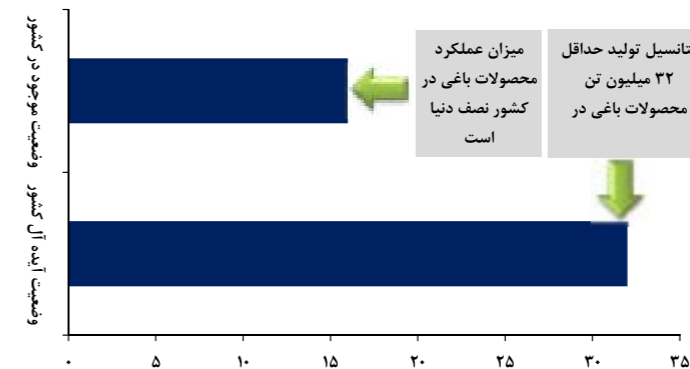 میزان عملکرد
محصولات باغی در
کشور نصف دنیا
است
تانسیل تولید حداقل
۳۲ میلیون تن
محصولات باغی در
وضعیت موجود در کشور
وضعیت آیده آل کشور
۰ ۵ ۱۰ ۱۵ ۲۰ ۲۵ ۳۰ ۳۵